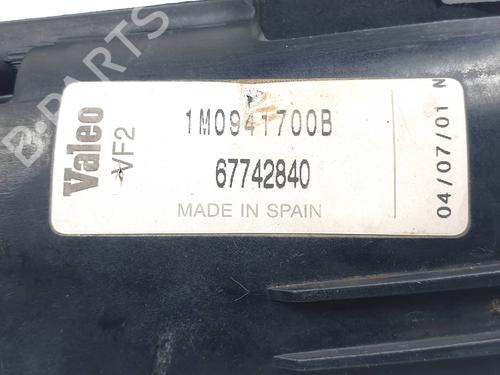 B-PARTS
Valeo
VF2
1M0941700B
67742840
MADE IN SPAIN
04/07/01 N